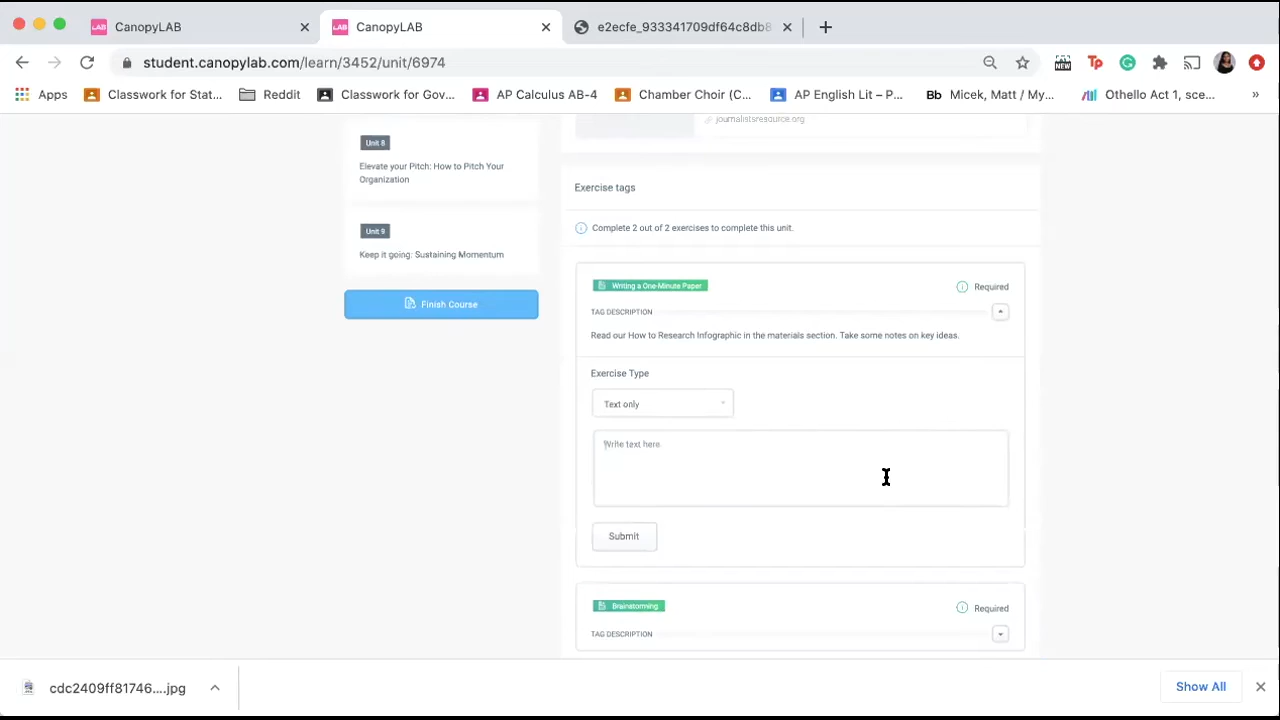 CanopyLAB
CanopyLAB
e2ecfe_933341709df64c8db8
student.canopylab.com/learn/3452/unit/6974
Apps
Classwork for Stat...
Reddit
Classwork for Gov...
AP Calculus AB-4
Chamber Choir (C...
AP English Lit – P...
Bb Micek, Matt / My...
Othello Act 1, sce...
»
journalistsresource.org
Unit 8
Elevate your Pitch: How to Pitch Your
Organization
Unit 9
Keep it going: Sustaining Momentum
Finish Course
Exercise tags
Complete 2 out of 2 exercises to complete this unit.
Writing a One-Minute Paper
Required
TAG DESCRIPTION
Read our How to Research Infographic in the materials section. Take some notes on key ideas.
Exercise Type
Text only
Write text here
Submit
Brainstorming
Required
TAG DESCRIPTION
cdc2409ff81746....jpg
Show All